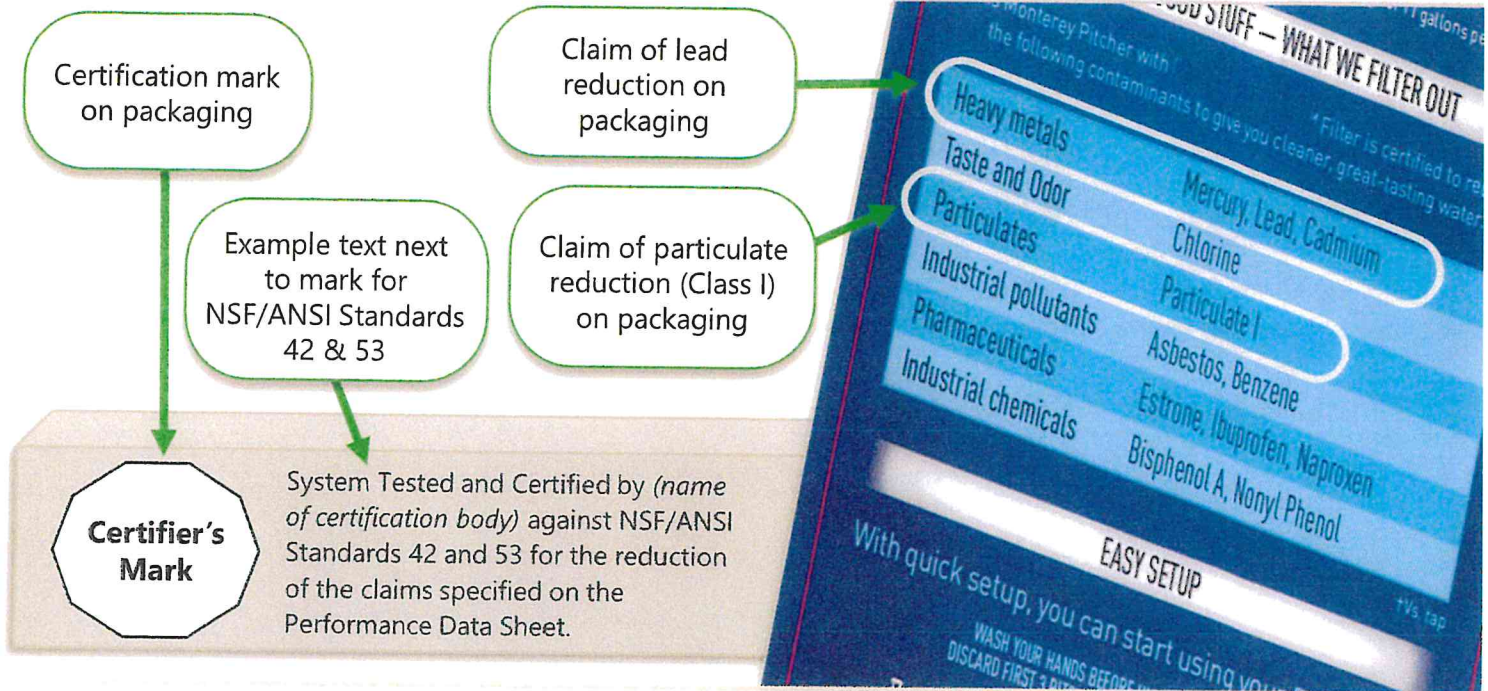 Certification mark
on packaging
Example text next
to mark for
NSF/ANSI Standards
42 & 53
Claim of lead
reduction on
packaging
Claim of particulate
reduction (Class I)
on packaging
Certifier's
Mark
System Tested and Certified by (name
of certification body) against NSF/ANSI
Standards 42 and 53 for the reduction
of the claims specified on the
Performance Data Sheet.
gallons
STUFF – WHAT WE FILTER OUT
Monterey Pitcher with
* Filter is certified to
the following contaminants to give you cleaner, great-tasting water
Heavy metals Mercury, Lead, Cadmium
Taste and Odor Chlorine
Particulates Particulate I
Industrial pollutants Asbestos, Benzene
Pharmaceuticals Estrone, Ibuprofen, Naproxen
Industrial chemicals Bisphenol A, Nonyl Phenol
EASY SETUP
†Vs. tap
With quick setup, you can start using
WASH YOUR HANDS BEFORE
DISCARD FIRST 3